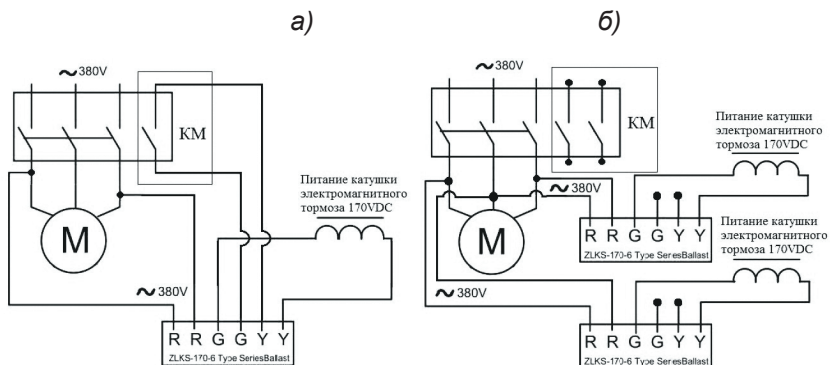 а)
б)
~380V
КМ
Питание катушки
электромагнитного
тормоза 170VDC
M
~380V
R R G G Y Y
ZLKS-170-6 Type SeriesBallast
~380V
КМ
Питание катушки
электромагнитного
тормоза 170VDC
~380V
M
R R G G Y Y
ZLKS-170-6 Type SeriesBallast
Питание катушки
электромагнитного
тормоза 170VDC
~380V
R R G G Y Y
ZLKS-170-6 Type SeriesBallast